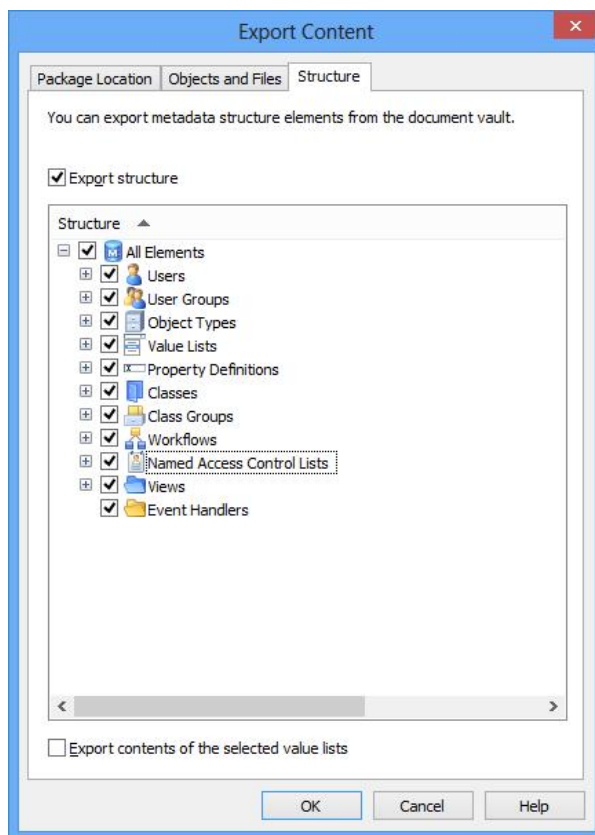 Export Content
Package Location Objects and Files Structure
You can export metadata structure elements from the document vault.
Export structure
Structure
All Elements
Users
User Groups
Object Types
Value Lists
Property Definitions
Classes
Class Groups
Workflows
Named Access Control Lists
Views
Event Handlers
Export contents of the selected value lists
OK Cancel Help